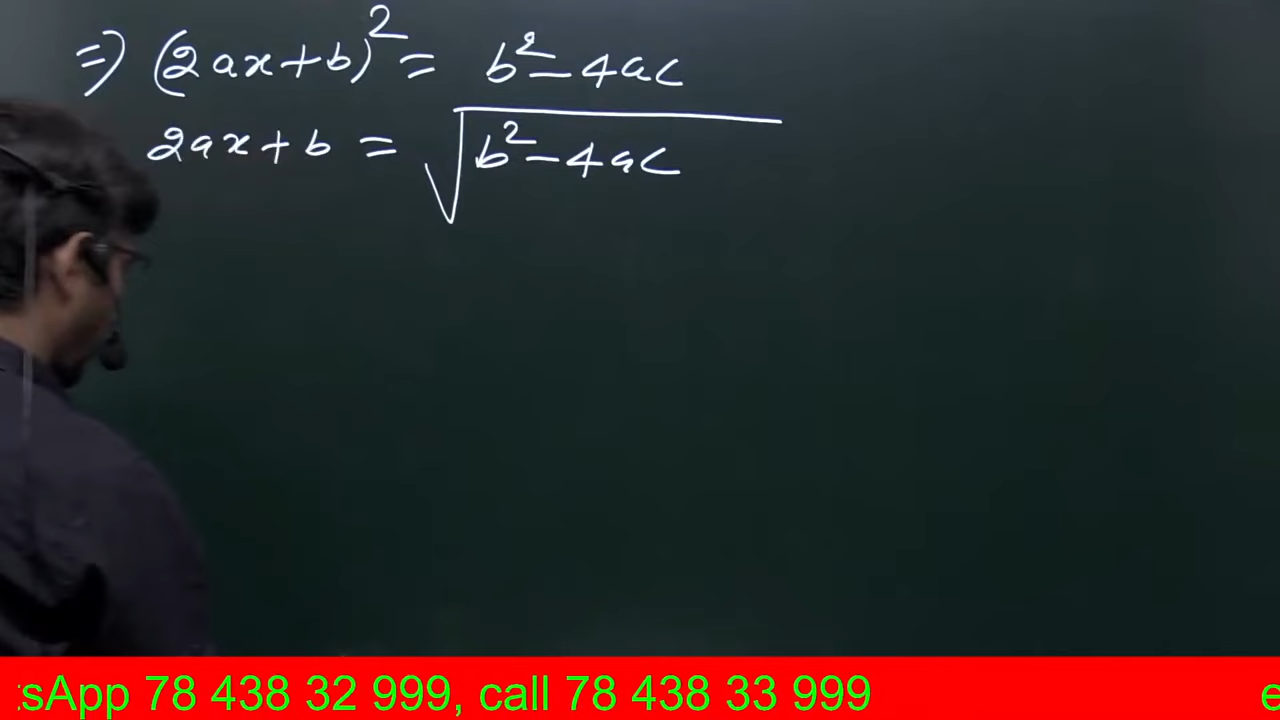 ⇒ (2ax+b)² = b²-4ac
2ax+b = √b²-4ac
sApp 78 438 32 999, call 78 438 33 999